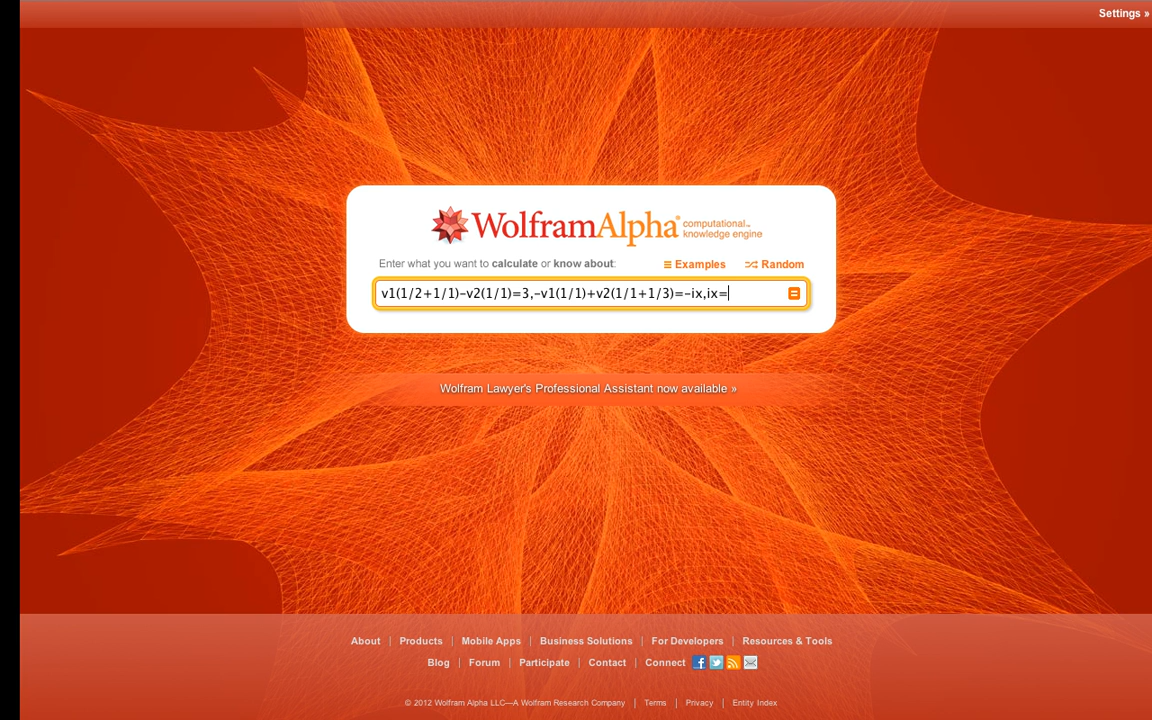 Settings »
WolframAlpha® computational™
knowledge engine
Enter what you want to calculate or know about:
Examples
Random
v1(1/2+1/1)-v2(1/1)=3,-v1(1/1)+v2(1/1+1/3)=-ix,ix=
Wolfram Lawyer's Professional Assistant now available »
About | Products | Mobile Apps | Business Solutions | For Developers | Resources & Tools
Blog | Forum | Participate | Contact | Connect
© 2012 Wolfram Alpha LLC—A Wolfram Research Company | Terms | Privacy | Entity Index